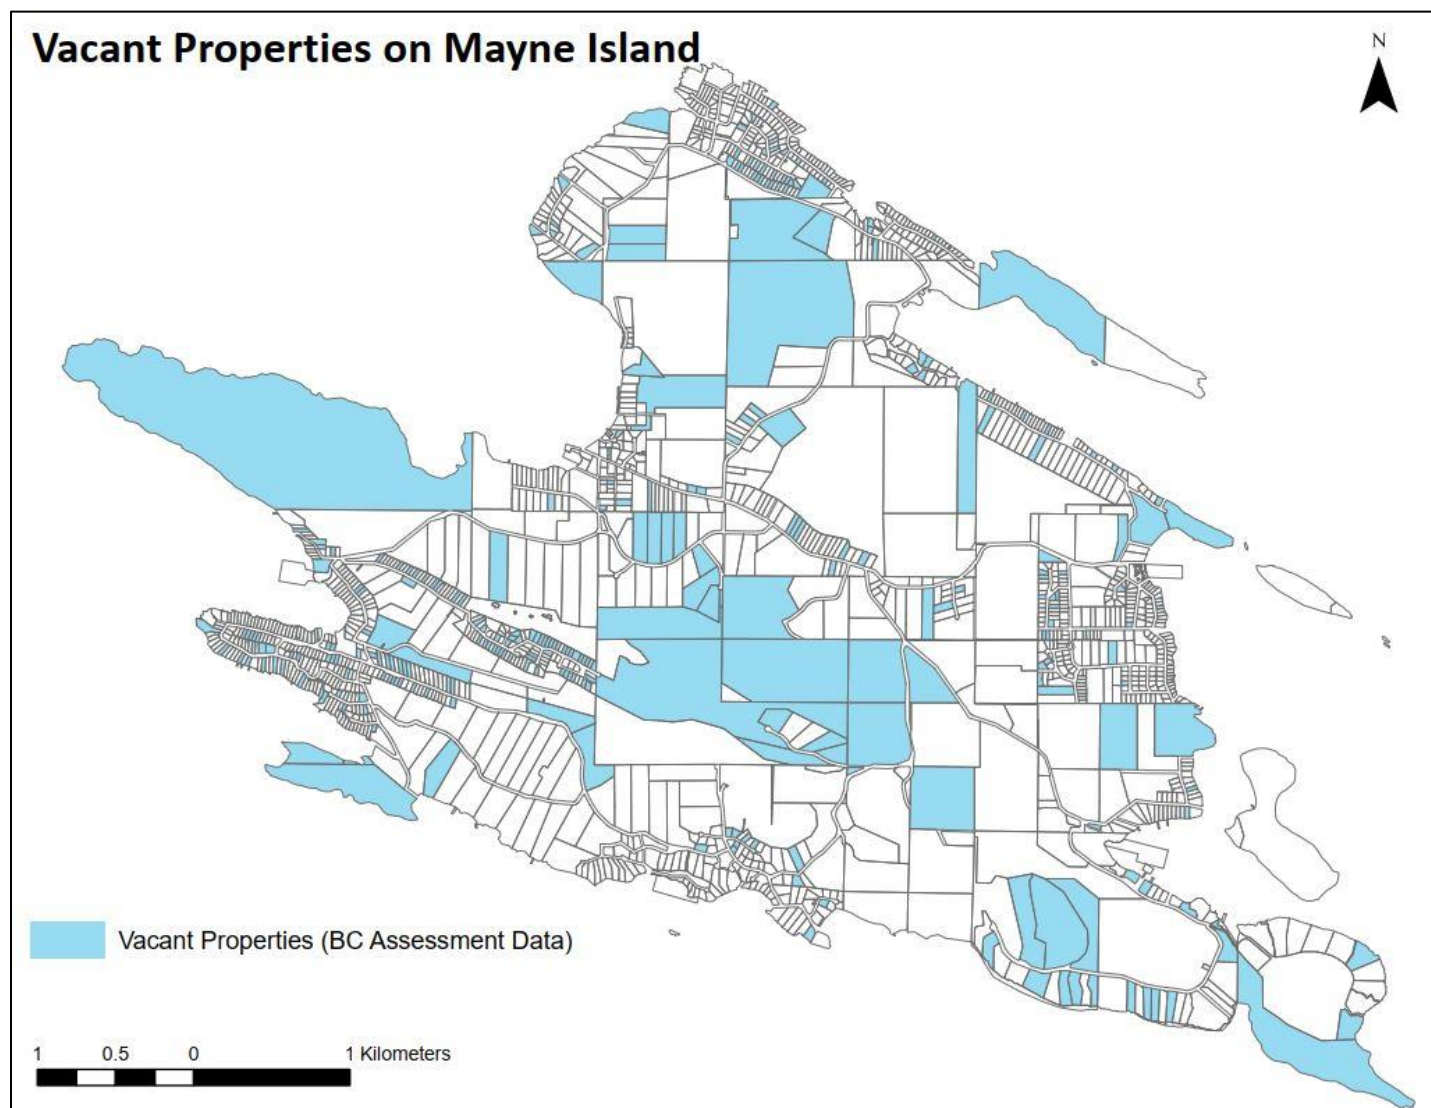 Vacant Properties on Mayne Island
N
Vacant Properties (BC Assessment Data)
1 0.5 0 1 Kilometers